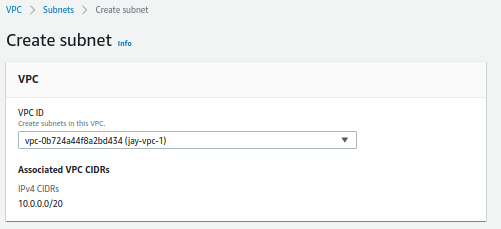 VPC > Subnets > Create subnet
Create subnet Info
VPC
VPC ID
Create subnets in this VPC.
vpc-0b724a44f8a2bd434 (jay-vpc-1)
Associated VPC CIDRs
IPv4 CIDRs
10.0.0.0/20